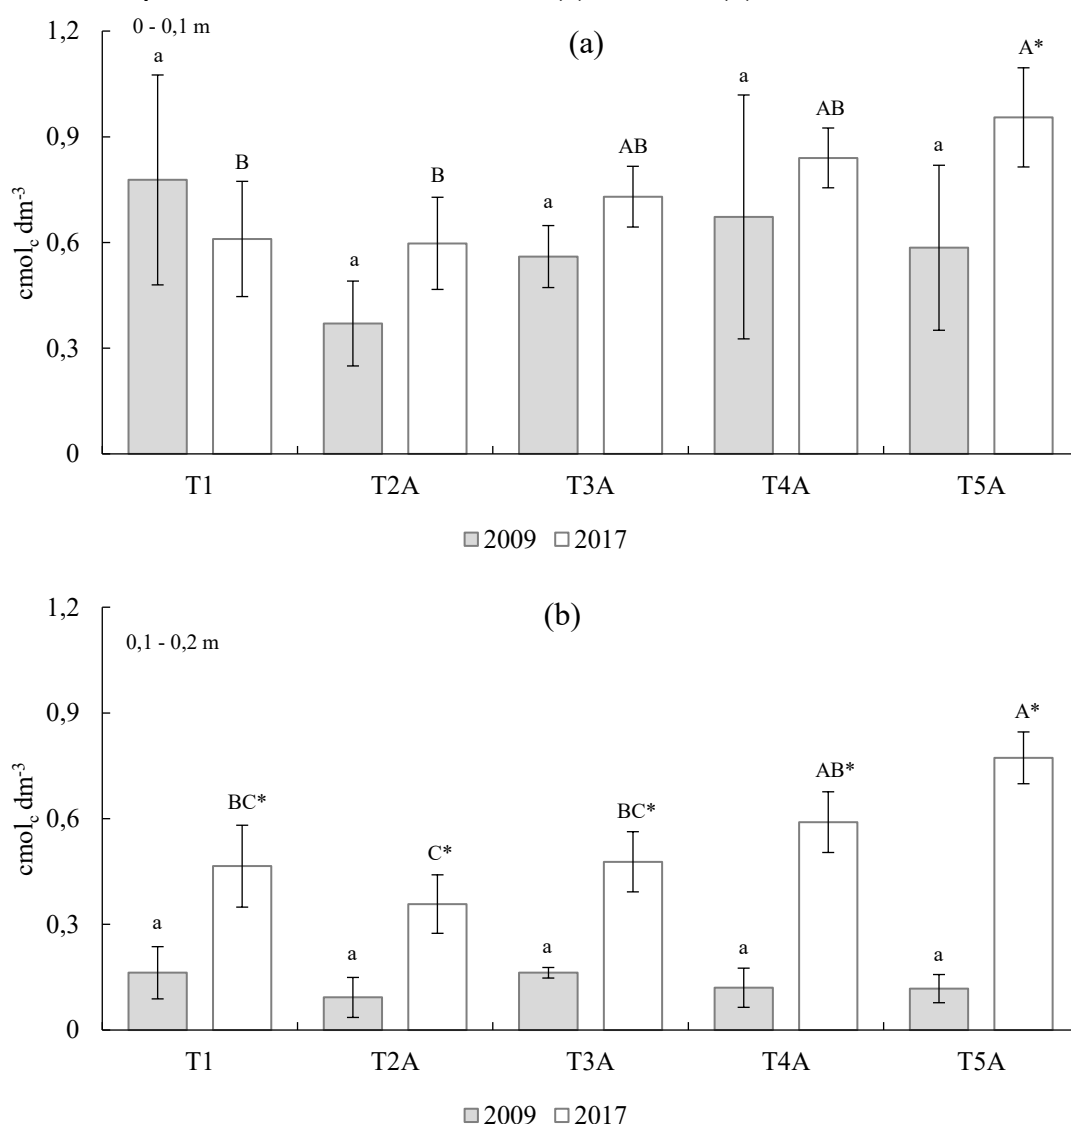 0 - 0,1 m
(a)
1,2
0,9
0,6
0,3
0
cmolc dm-3
a
B
a
B
a
AB
a
AB
a
A*
T1
T2A
T3A
T4A
T5A
2009
2017
(b)
0,1 - 0,2 m
1,2
0,9
0,6
0,3
0
cmolc dm-3
a
BC*
a
C*
a
BC*
a
AB*
a
A*
T1
T2A
T3A
T4A
T5A
2009
2017